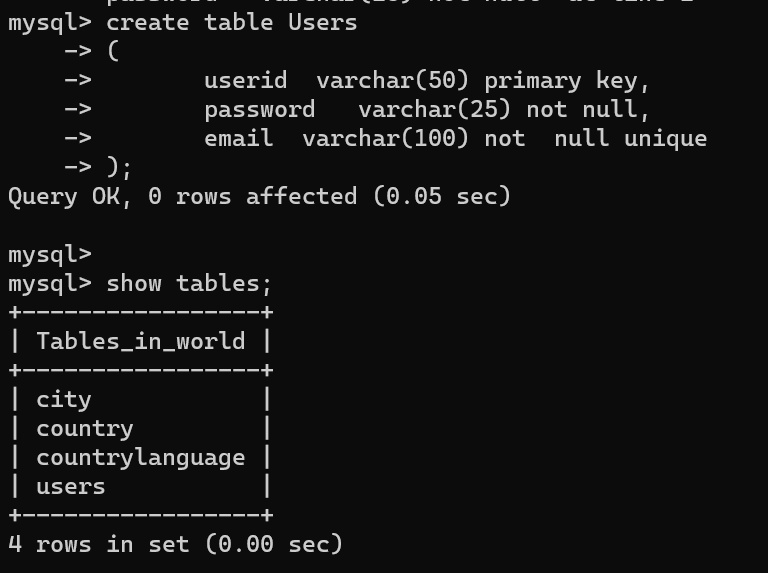 mysql> create table Users
    -> (
    ->        userid  varchar(50) primary key,
    ->        password   varchar(25) not null,
    ->        email  varchar(100) not  null unique
    -> );
Query OK, 0 rows affected (0.05 sec)

mysql>
mysql> show tables;
+-----------------+
| Tables_in_world |
+-----------------+
| city            |
| country         |
| countrylanguage |
| users           |
+-----------------+
4 rows in set (0.00 sec)